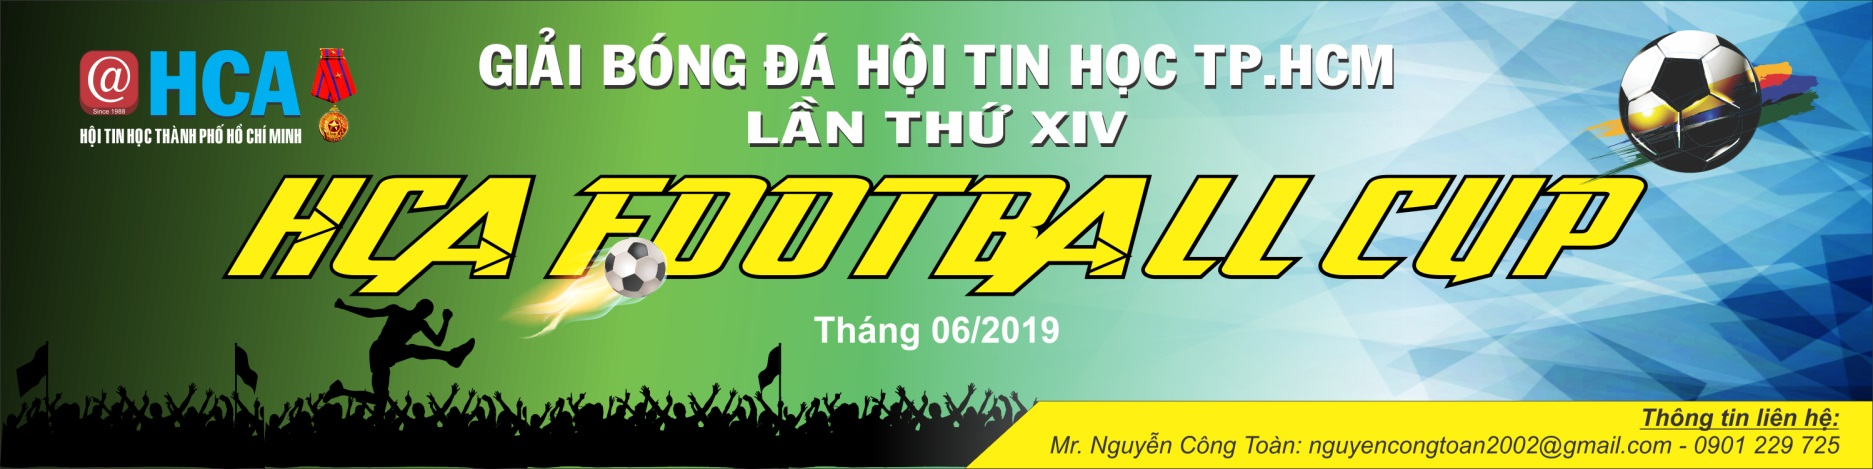 @
Since 1988
HCA
HỘI TIN HỌC THÀNH PHỐ HỒ CHÍ MINH
GIẢI BÓNG ĐÁ HỘI TIN HỌC TP.HCM
LẦN THỨ XIV
HCA FOOTBALL CUP
Tháng 06/2019
Thông tin liên hệ:
Mr. Nguyễn Công Toàn: nguyencongtoan2002@gmail.com - 0901 229 725